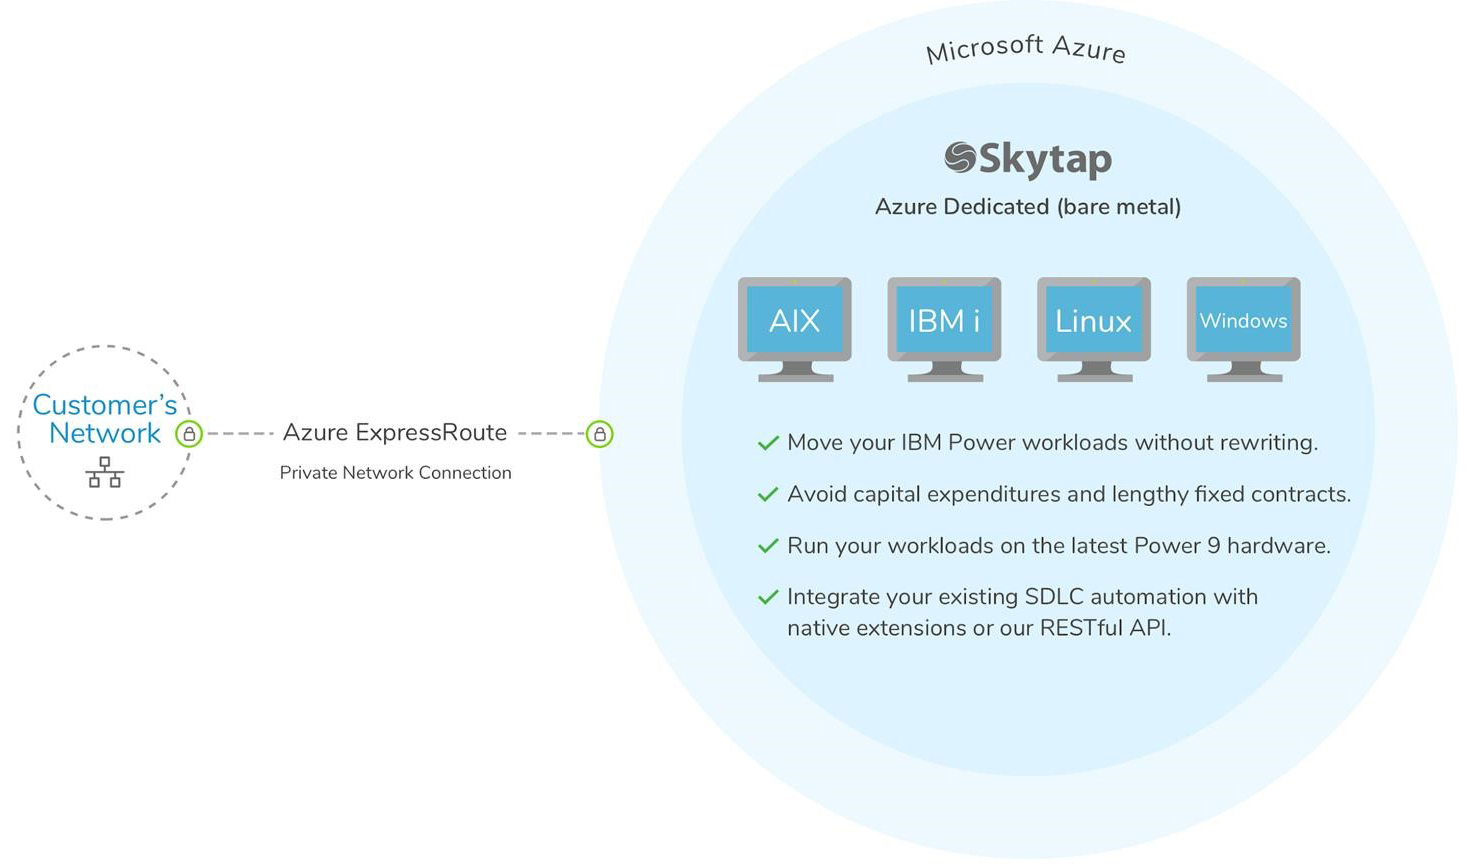 Microsoft Azure
Skytap
Azure Dedicated (bare metal)
AIX
IBM i
Linux
Windows
Customer's
Network
Azure ExpressRoute
Private Network Connection
Move your IBM Power workloads without rewriting.
Avoid capital expenditures and lengthy fixed contracts.
Run your workloads on the latest Power 9 hardware.
Integrate your existing SDLC automation with
native extensions or our RESTful API.